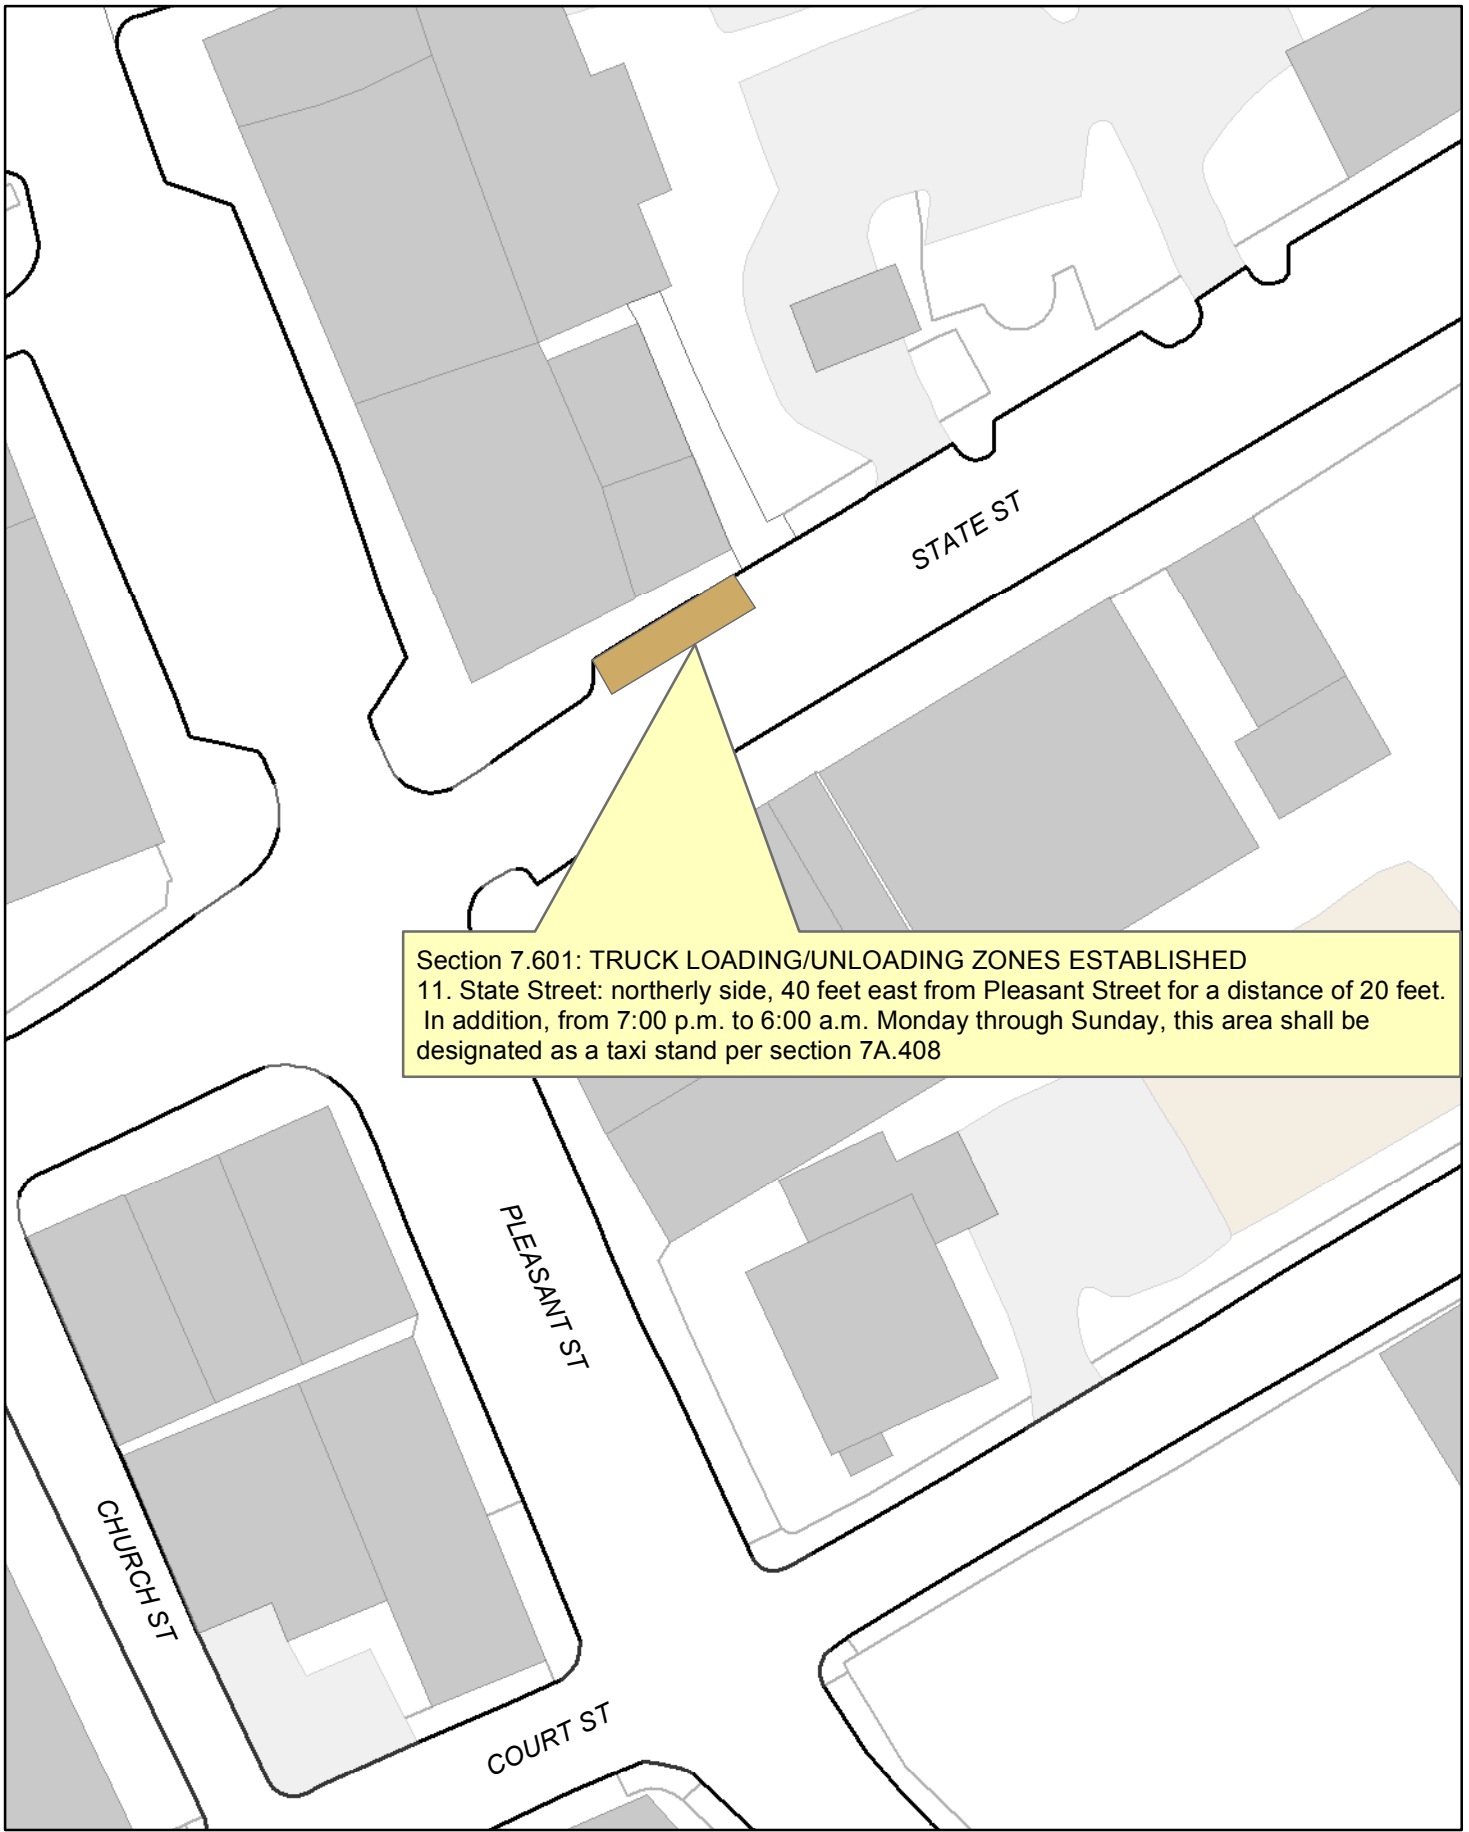 STATE ST
Section 7.601: TRUCK LOADING/UNLOADING ZONES ESTABLISHED
11. State Street: northerly side, 40 feet east from Pleasant Street for a distance of 20 feet.
In addition, from 7:00 p.m. to 6:00 a.m. Monday through Sunday, this area shall be
designated as a taxi stand per section 7A.408
PLEASANT ST
CHURCH ST
COURT ST